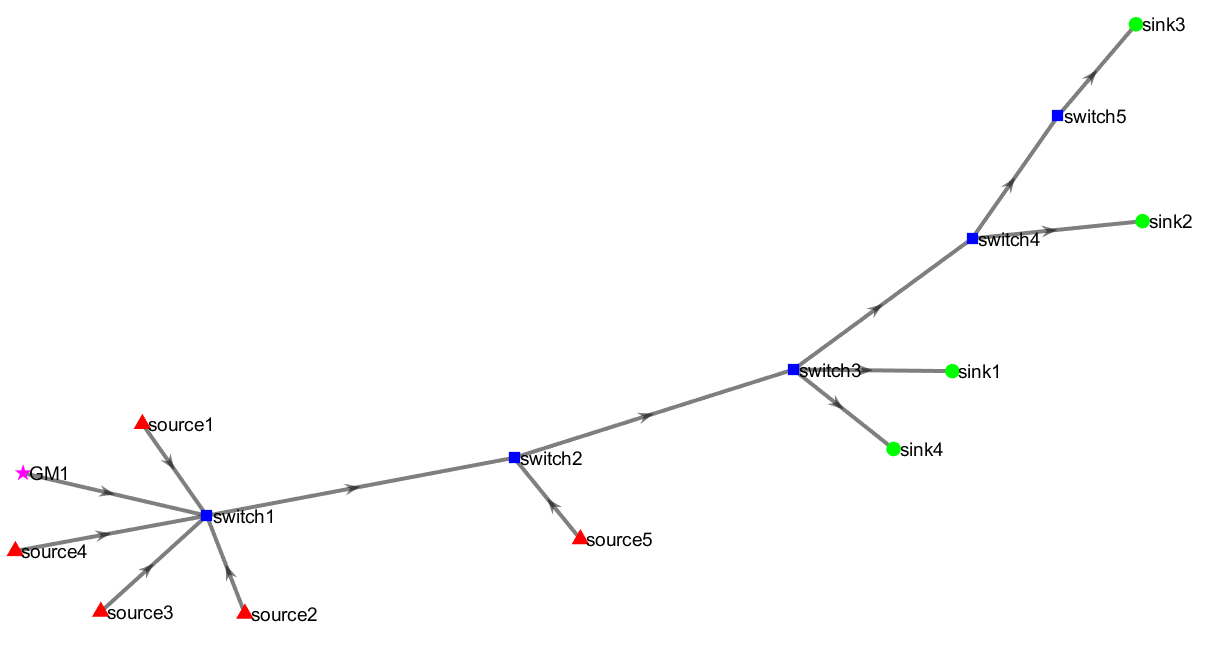 sink3
switch5
sink2
switch4
switch3
sink1
source1
sink4
switch2
GM1
switch1
source5
source4
source3
source2